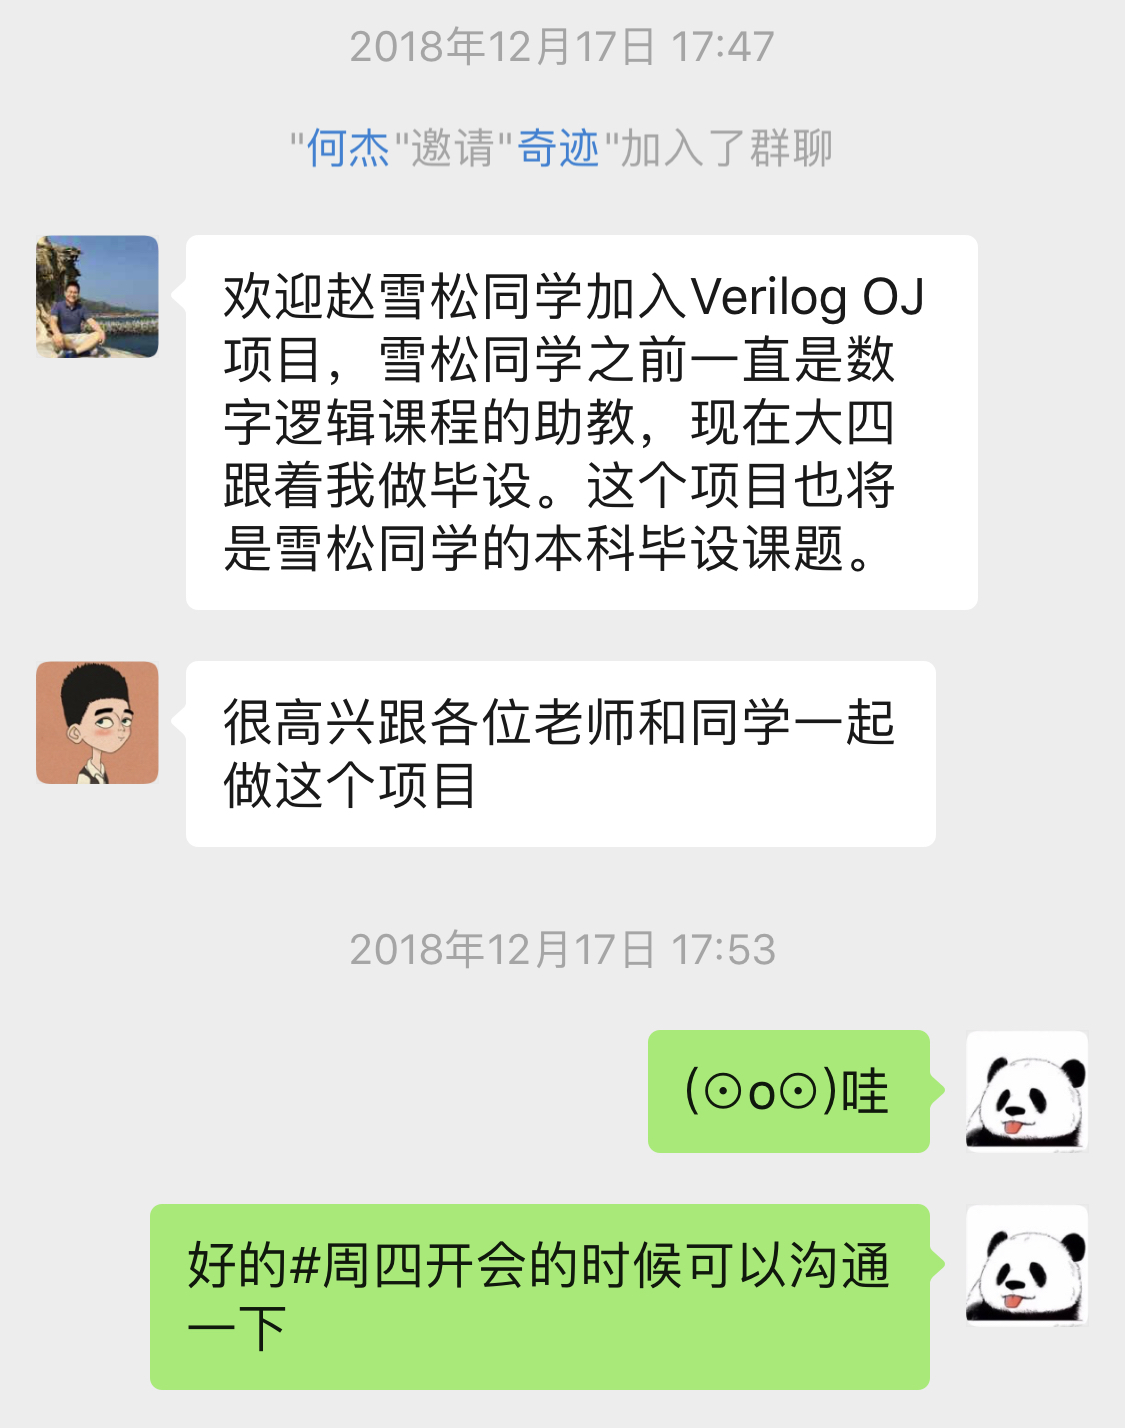 2018年12月17日 17:47
"何杰"邀请"奇迹"加入了群聊
欢迎赵雪松同学加入Verilog OJ
项目，雪松同学之前一直是数
字逻辑课程的助教，现在大四
跟着我做毕设。这个项目也将
是雪松同学的本科毕设课题。
很高兴跟各位老师和同学一起
做这个项目
2018年12月17日 17:53
(⊙o⊙)哇
好的#周四开会的时候可以沟通
一下